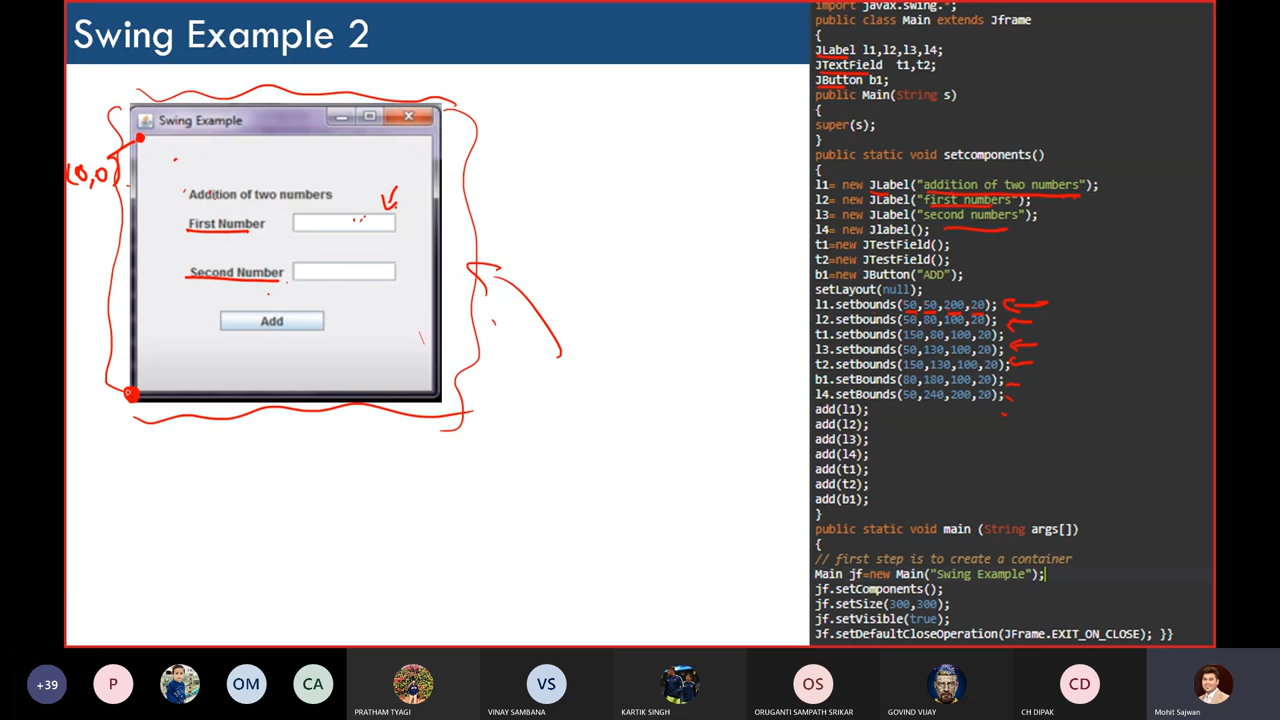 Swing Example 2
Swing Example
(0,0)
Addition of two numbers
First Number
Second Number
Add
import javax.swing.*;
public class Main extends Jframe
{
JLabel l1,l2,l3,l4;
JTextField t1,t2;
JButton b1;
public Main(String s)
{
super(s);
}
public static void setcomponents()
{
l1= new JLabel("addition of two numbers");
l2= new JLabel("first numbers");
l3= new JLabel("second numbers");
l4= new Jlabel();
t1=new JTestField();
t2=new JTestField();
b1=new JButton("ADD");
setLayout(null);
l1.setbounds(50,50,200,20);
l2.setbounds(50,80,100,20);
t1.setbounds(150,80,100,20);
l3.setbounds(50,130,100,20);
t2.setbounds(150,130,100,20);
b1.setBounds(80,180,100,20);
l4.setBounds(50,240,200,20);
add(l1);
add(l2);
add(l3);
add(l4);
add(t1);
add(t2);
add(b1);
}
public static void main (String args[])
{
// first step is to create a container
Main jf=new Main("Swing Example");
jf.setComponents();
jf.setSize(300,300);
jf.setVisible(true);
Jf.setDefaultCloseOperation(JFrame.EXIT_ON_CLOSE); }}
+39
P
OM
CA
PRATHAM TYAGI
VS
VINAY SAMBANA
KARTIK SINGH
OS
ORUGANTI SAMPATH SRIKAR
GOVIND VIJAY
CD
CH DIPAK
Mohit Sajwan